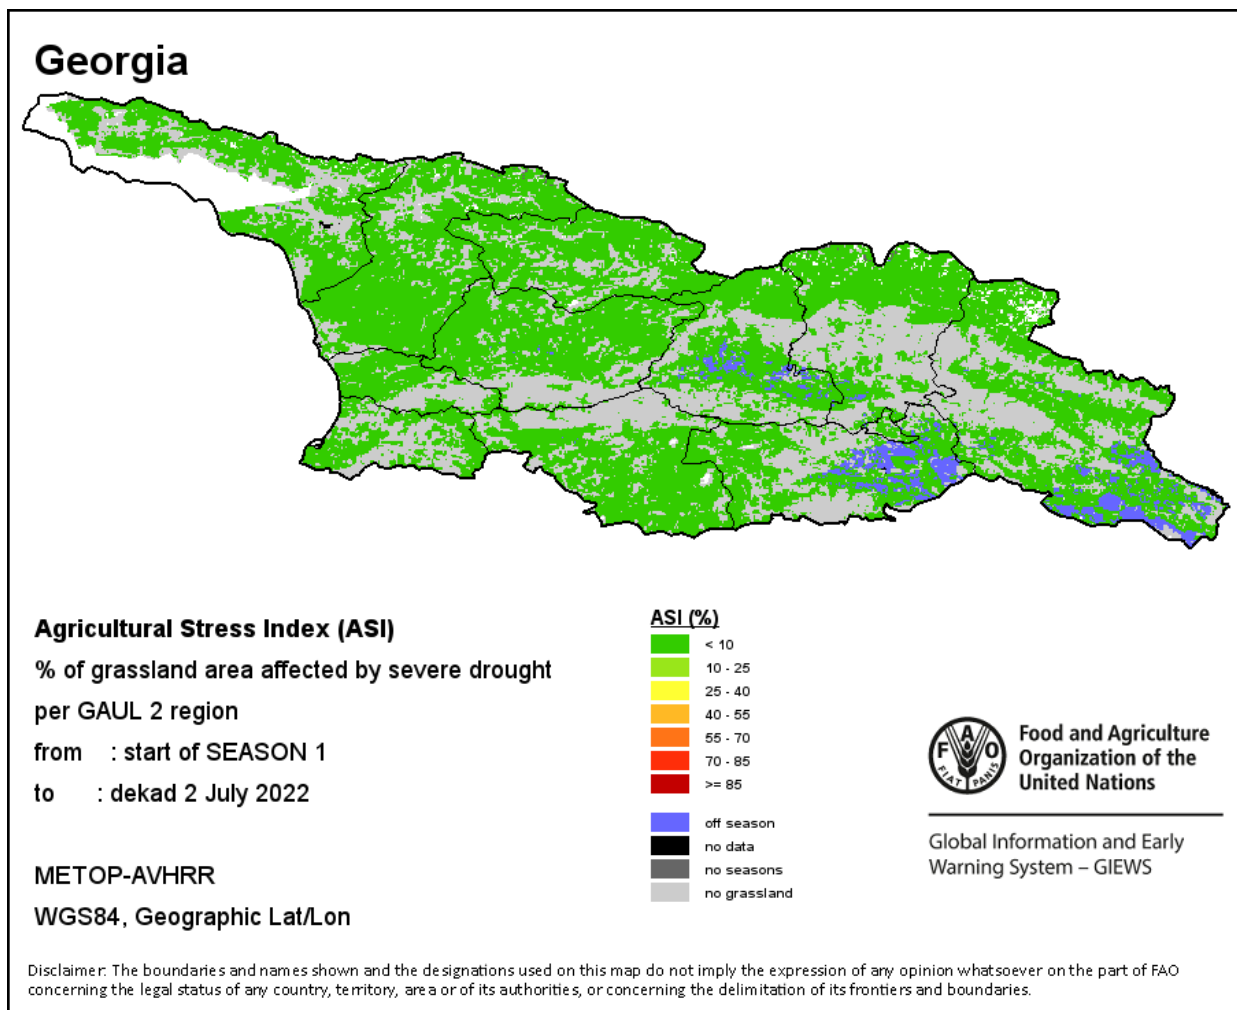 Georgia
Agricultural Stress Index (ASI)
% of grassland area affected by severe drought
per GAUL 2 region
from : start of SEASON 1
to : dekad 2 July 2022
METOP-AVHRR
WGS84, Geographic Lat/Lon
ASI (%)
< 10
10 - 25
25 - 40
40 - 55
55 - 70
70 - 85
>= 85
off season
no data
no seasons
no grassland
F A O
FIAT PANIS
Food and Agriculture
Organization of the
United Nations
Global Information and Early
Warning System – GIEWS
Disclaimer: The boundaries and names shown and the designations used on this map do not imply the expression of any opinion whatsoever on the part of FAO
concerning the legal status of any country, territory, area or of its authorities, or concerning the delimitation of its frontiers and boundaries.